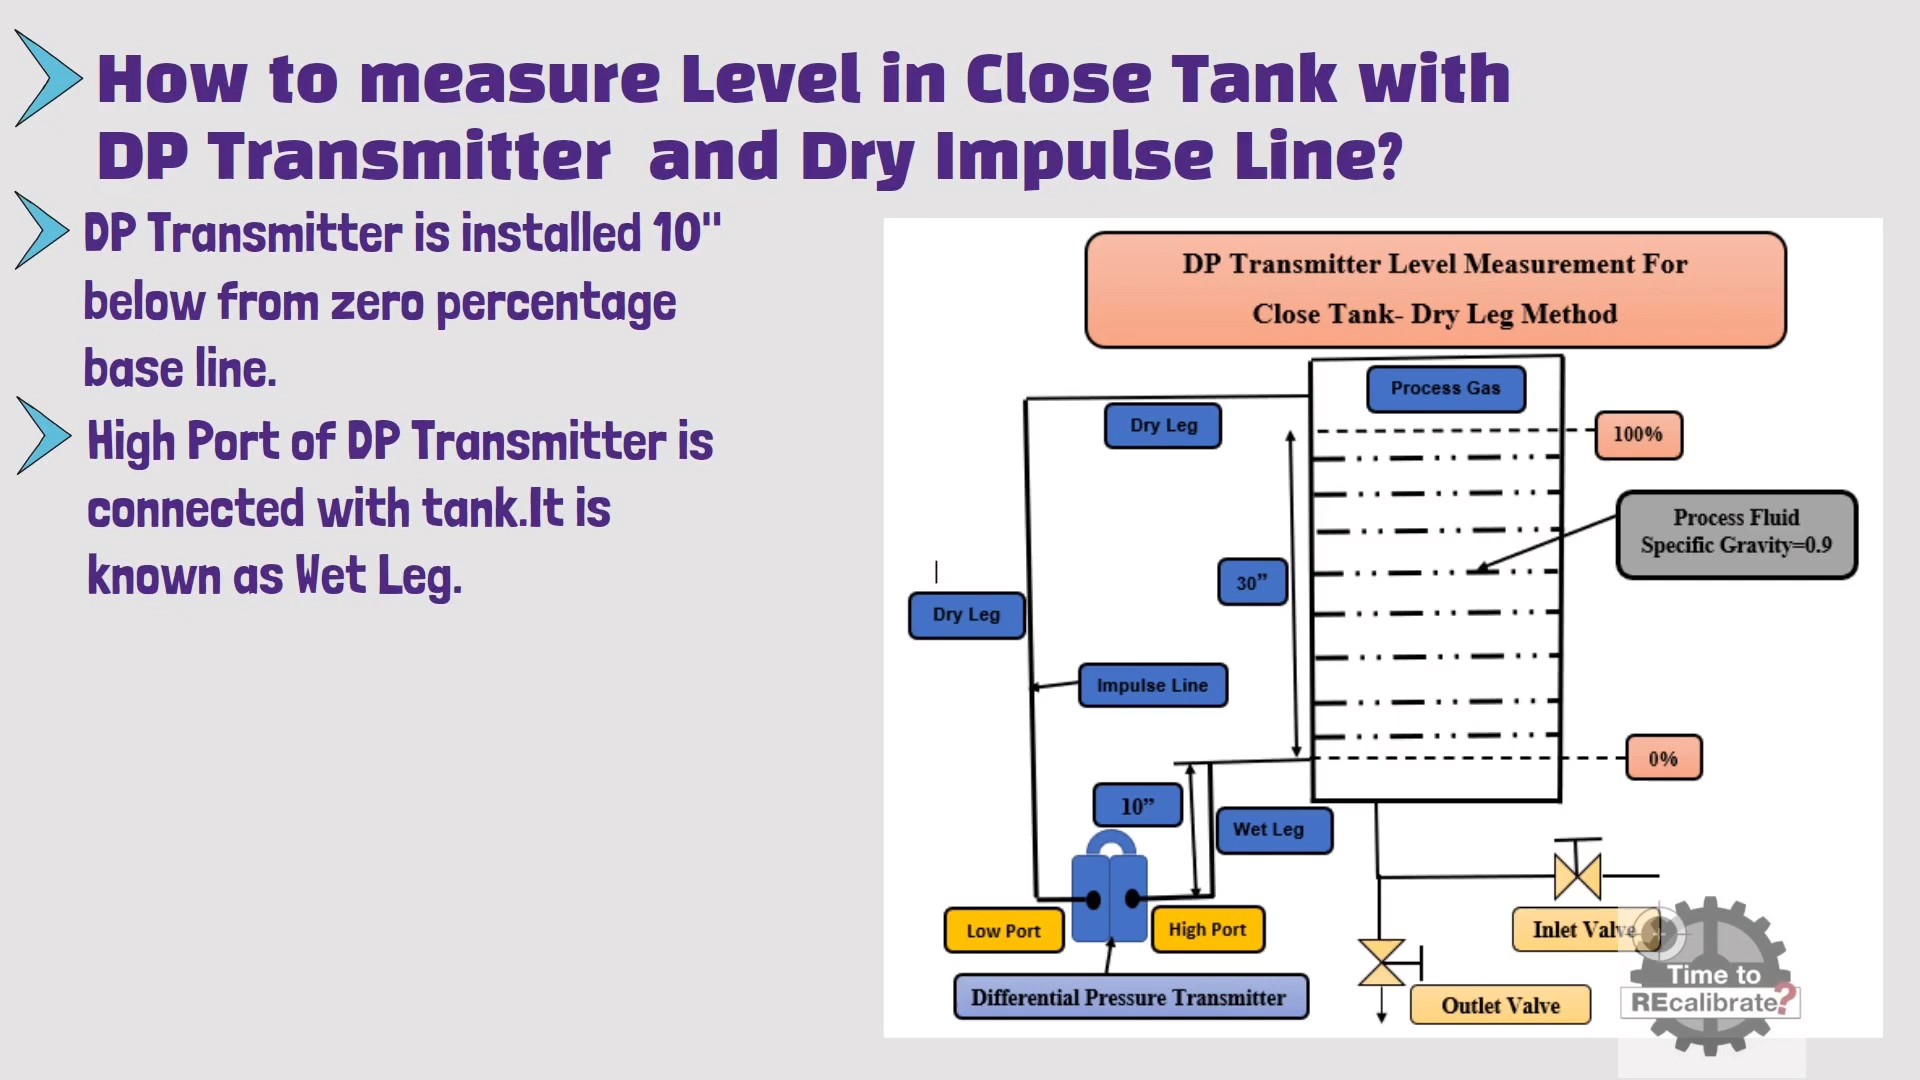 How to measure Level in Close Tank with
DP Transmitter and Dry Impulse Line?
DP Transmitter is installed 10"
below from zero percentage
base line.
High Port of DP Transmitter is
connected with tank.It is
known as Wet Leg.
DP Transmitter Level Measurement For
Close Tank- Dry Leg Method
Process Gas
Dry Leg
100%
Process Fluid
Specific Gravity=0.9
30”
Dry Leg
Impulse Line
0%
10”
Wet Leg
Low Port
High Port
Inlet Valve
Differential Pressure Transmitter
Outlet Valve
Time to
REcalibrate?